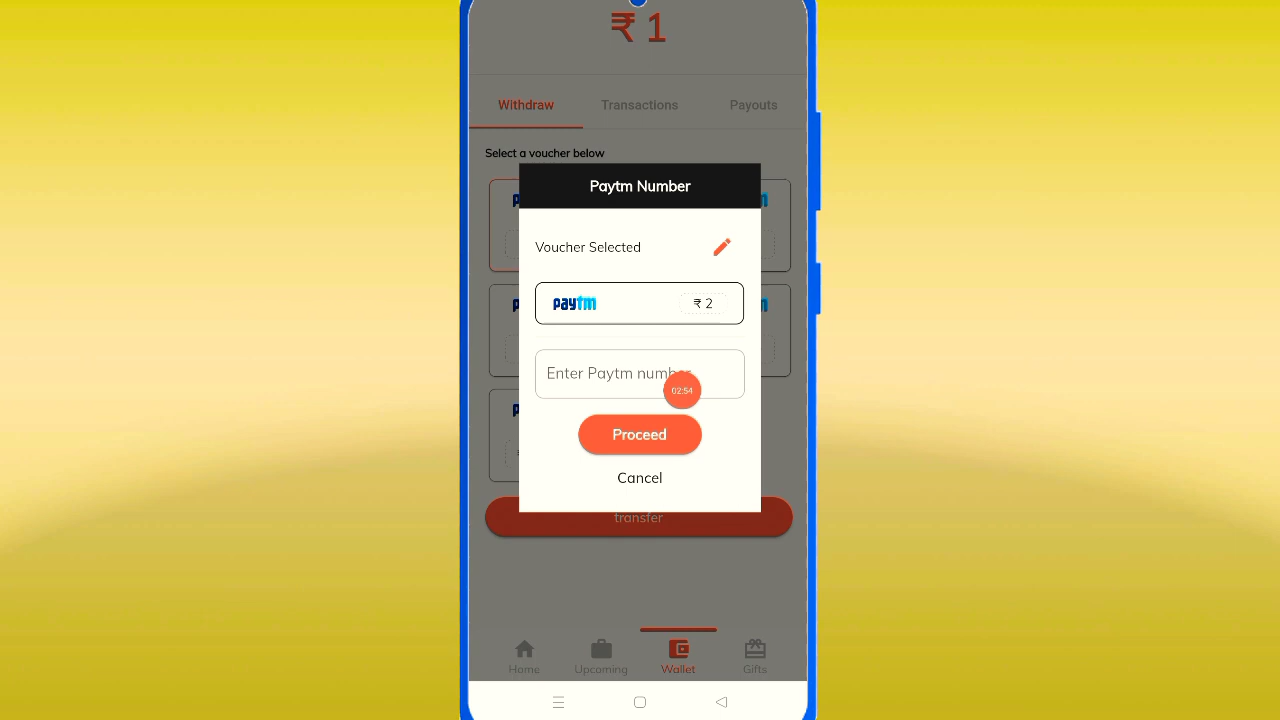 ₹ 1
Withdraw Transactions Payouts
Select a voucher below
Paytm Number
Voucher Selected
paytm ₹ 2
Enter Paytm number
02:54
Proceed
Cancel
transfer
Home Upcoming Wallet Gifts